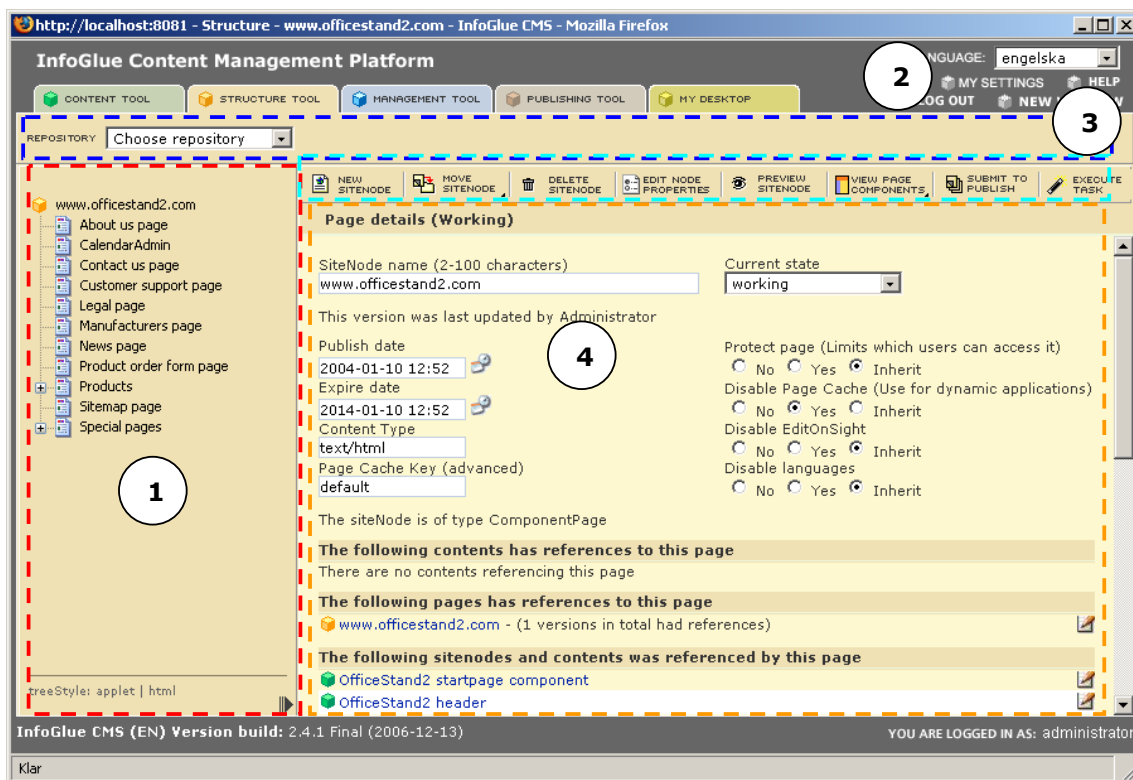 http://localhost:8081 - Structure - www.officestand2.com - InfoGlue CMS - Mozilla Firefox
InfoGlue Content Management Platform
NGUAGE: engelska
2
MY SETTINGS HELP
LOG OUT NEW W
3
CONTENT TOOL STRUCTURE TOOL MANAGEMENT TOOL PUBLISHING TOOL MY DESKTOP
REPOSITORY Choose repository
NEW SITENODE
MOVE SITENODE
DELETE SITENODE
EDIT NODE PROPERTIES
PREVIEW SITENODE
VIEW PAGE COMPONENTS
SUBMIT TO PUBLISH
EXECUTE TASK
www.officestand2.com
About us page
CalendarAdmin
Contact us page
Customer support page
Legal page
Manufacturers page
News page
Product order form page
Products
Sitemap page
Special pages
1
treeStyle: applet | html
Page details (Working)
SiteNode name (2-100 characters)
www.officestand2.com
Current state
working
This version was last updated by Administrator
4
Publish date
2004-01-10 12:52
Expire date
2014-01-10 12:52
Content Type
text/html
Page Cache Key (advanced)
default
Protect page (Limits which users can access it)
No Yes Inherit
Disable Page Cache (Use for dynamic applications)
No Yes Inherit
Disable EditOnSight
No Yes Inherit
Disable languages
No Yes Inherit
The siteNode is of type ComponentPage
The following contents has references to this page
There are no contents referencing this page
The following pages has references to this page
www.officestand2.com - (1 versions in total had references)
The following sitenodes and contents was referenced by this page
OfficeStand2 startpage component
OfficeStand2 header
InfoGlue CMS (EN) Version build: 2.4.1 Final (2006-12-13)
YOU ARE LOGGED IN AS: administrator
Klar